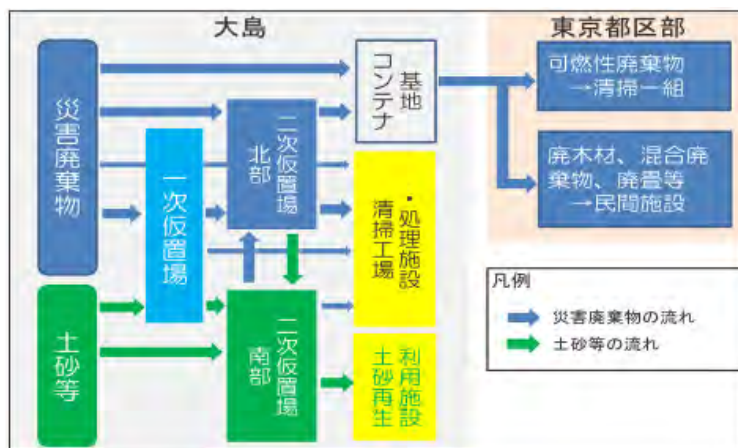 大島
東京都区部
災害廃棄物
土砂等
一次仮置場
二次仮置場
北部
二次仮置場
南部
基地
コンテナ
・処理施設
清掃工場
利用施設
土砂再生
可燃性廃棄物
→清掃一組
廃木材、混合廃
棄物、廃畳等
→民間施設
凡例
災害廃棄物の流れ
土砂等の流れ